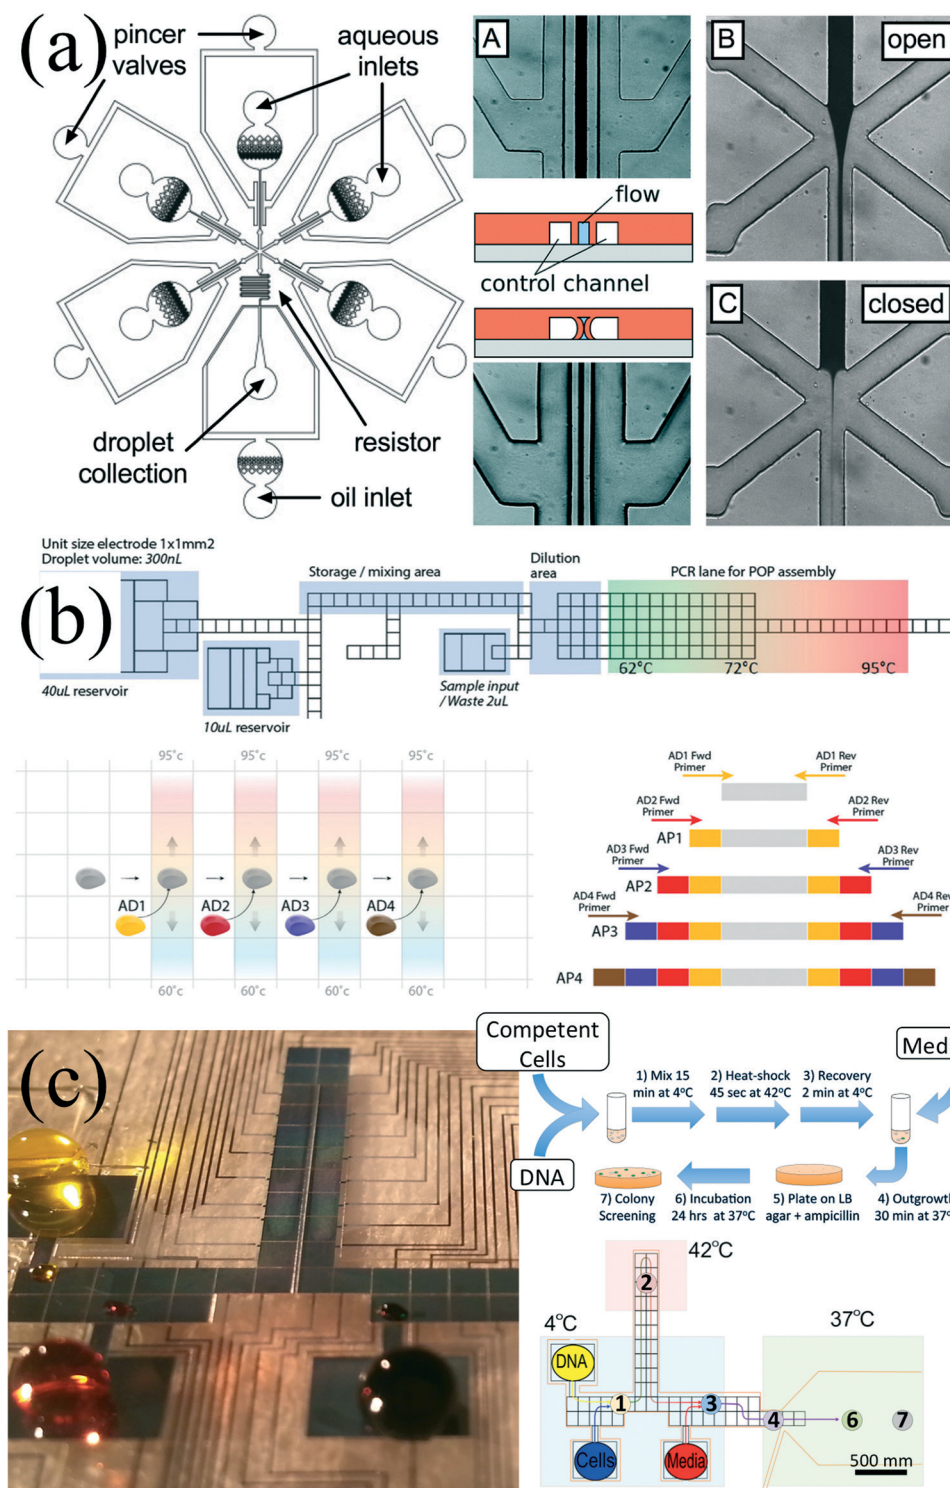 (a)
pincer
valves
aqueous
inlets
droplet
collection
resistor
oil inlet
A
flow
control channel
B
open
C
closed
(b)
Unit size electrode 1x1mm2
Droplet volume: 300nL
40uL reservoir
10uL reservoir
Storage / mixing area
Sample input
/ Waste 2uL
Dilution
area
PCR lane for POP assembly
62°C
72°C
95°C
95°c
95°c
95°c
95°c
AD1
AD2
AD3
AD4
60°c
60°c
60°c
60°c
AD1 Fwd
Primer
AD1 Rev
Primer
AD2 Fwd
Primer
AD2 Rev
Primer
AP1
AD3 Fwd
Primer
AD3 Rev
Primer
AP2
AD4 Fwd
Primer
AD4 Rev
Primer
AP3
AP4
(c)
Competent
Cells
DNA
Med
1) Mix 15
min at 4°C
2) Heat-shock
45 sec at 42°C
3) Recovery
2 min at 4°C
7) Colony
Screening
6) Incubation
24 hrs at 37°C
5) Plate on LB
agar + ampicillin
4) Outgrowth
30 min at 37°
42°C
2
4°C
DNA
1
3
Cells
Media
37°C
4
6
7
500 mm